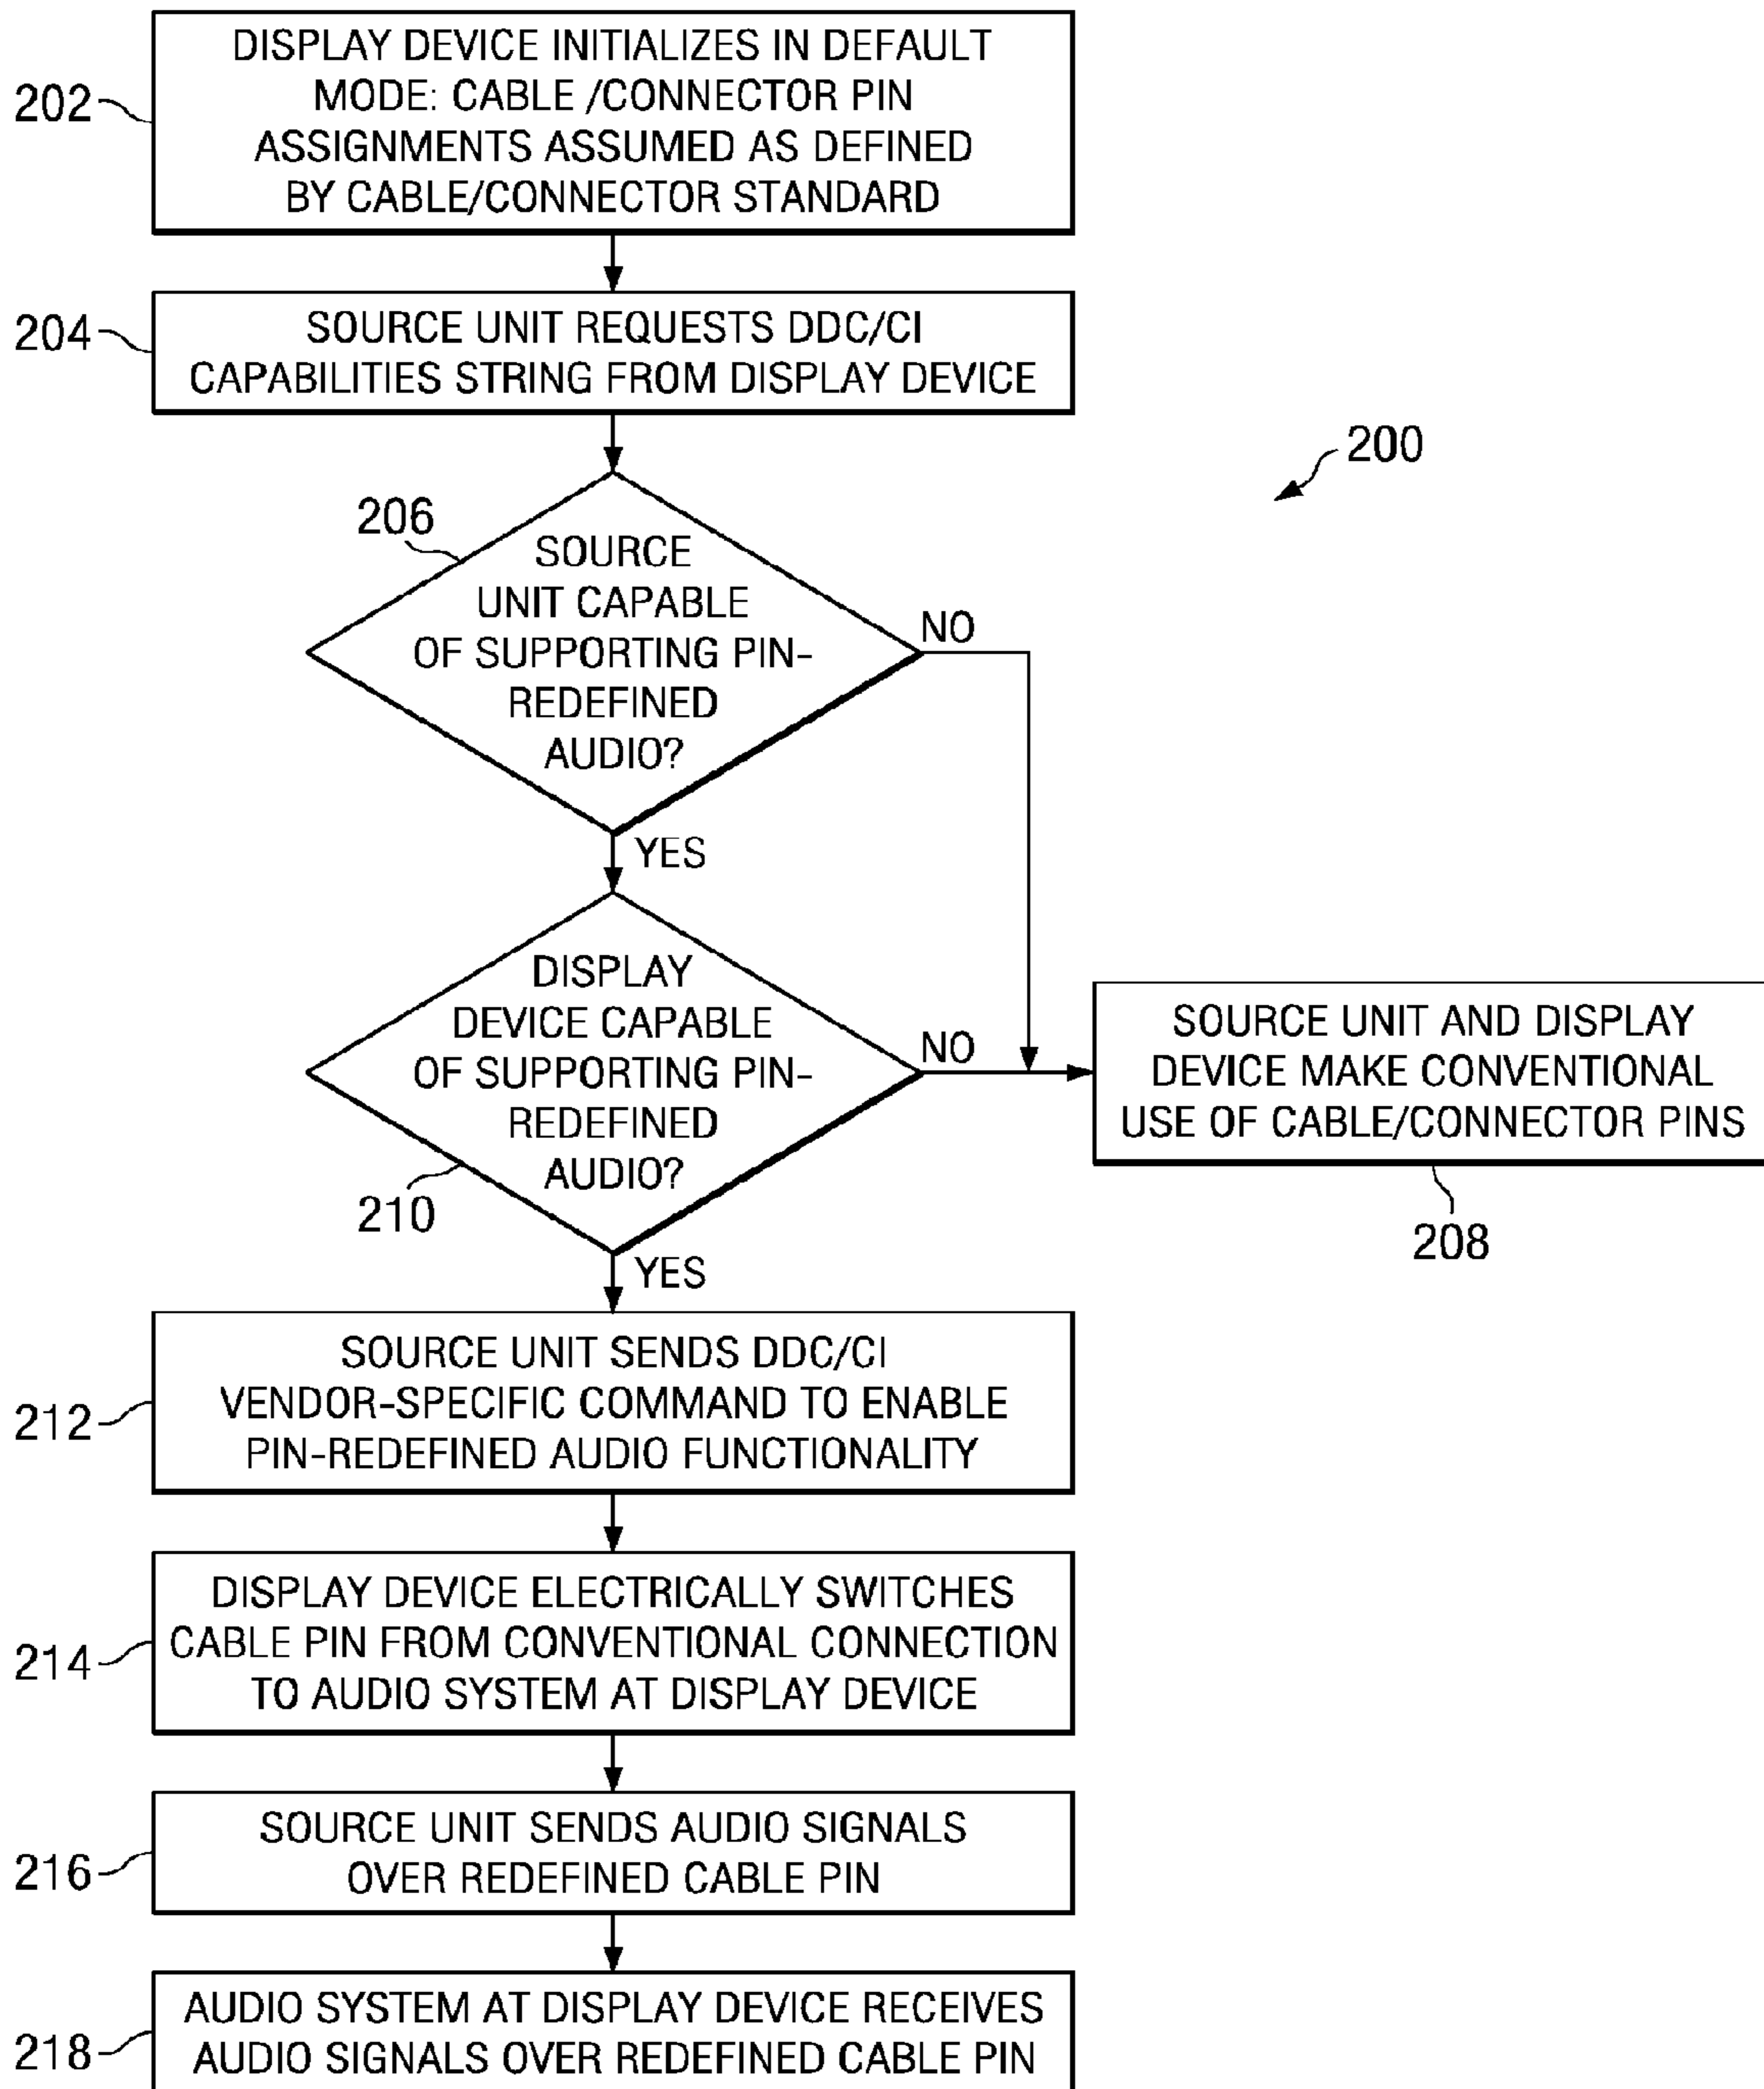 202
DISPLAY DEVICE INITIALIZES IN DEFAULT
MODE: CABLE /CONNECTOR PIN
ASSIGNMENTS ASSUMED AS DEFINED
BY CABLE/CONNECTOR STANDARD
204
SOURCE UNIT REQUESTS DDC/CI
CAPABILITIES STRING FROM DISPLAY DEVICE
200
206
SOURCE
UNIT CAPABLE
OF SUPPORTING PIN-
REDEFINED
AUDIO?
NO
YES
DISPLAY
DEVICE CAPABLE
OF SUPPORTING PIN-
REDEFINED
AUDIO?
210
NO
YES
SOURCE UNIT AND DISPLAY
DEVICE MAKE CONVENTIONAL
USE OF CABLE/CONNECTOR PINS
208
212
SOURCE UNIT SENDS DDC/CI
VENDOR-SPECIFIC COMMAND TO ENABLE
PIN-REDEFINED AUDIO FUNCTIONALITY
214
DISPLAY DEVICE ELECTRICALLY SWITCHES
CABLE PIN FROM CONVENTIONAL CONNECTION
TO AUDIO SYSTEM AT DISPLAY DEVICE
216
SOURCE UNIT SENDS AUDIO SIGNALS
OVER REDEFINED CABLE PIN
218
AUDIO SYSTEM AT DISPLAY DEVICE RECEIVES
AUDIO SIGNALS OVER REDEFINED CABLE PIN